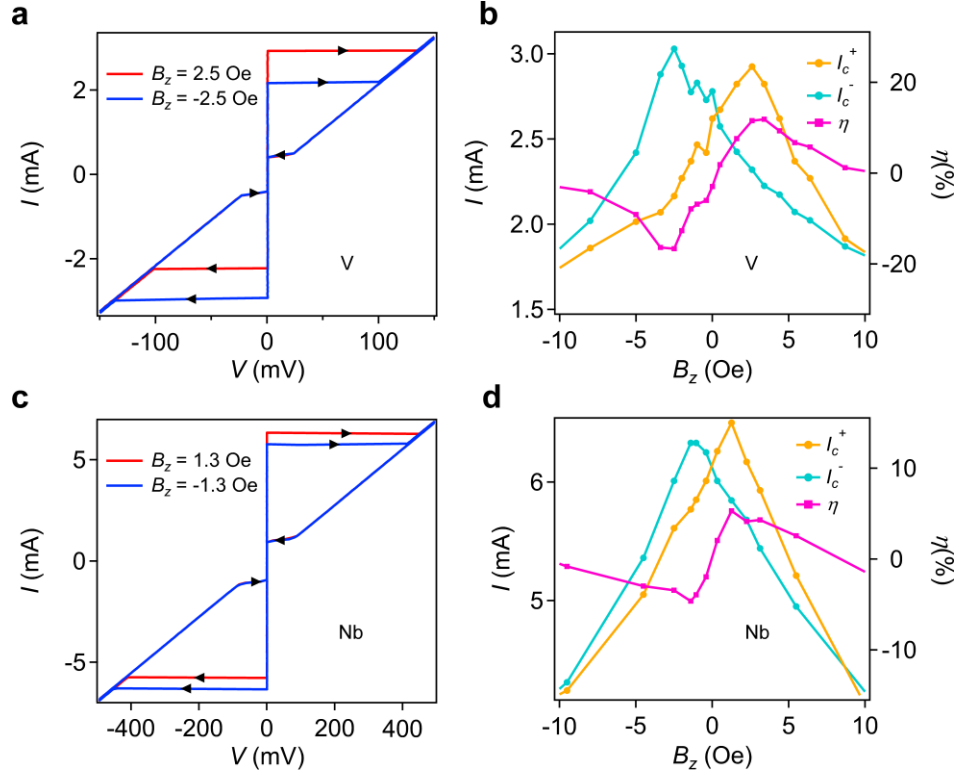 a
I (mA)
2
0
-2
B_z = 2.5 Oe
B_z = -2.5 Oe
V
-100
0
100
V (mV)
b
I (mA)
3.0
2.5
2.0
1.5
I_c^+
I_c^-
η
V
20
0
-20
η(%)
-10
-5
0
5
10
B_z (Oe)
c
I (mA)
5
0
-5
B_z = 1.3 Oe
B_z = -1.3 Oe
Nb
-400
-200
0
200
400
V (mV)
d
I (mA)
6
5
I_c^+
I_c^-
η
Nb
10
0
-10
η(%)
-10
-5
0
5
10
B_z (Oe)